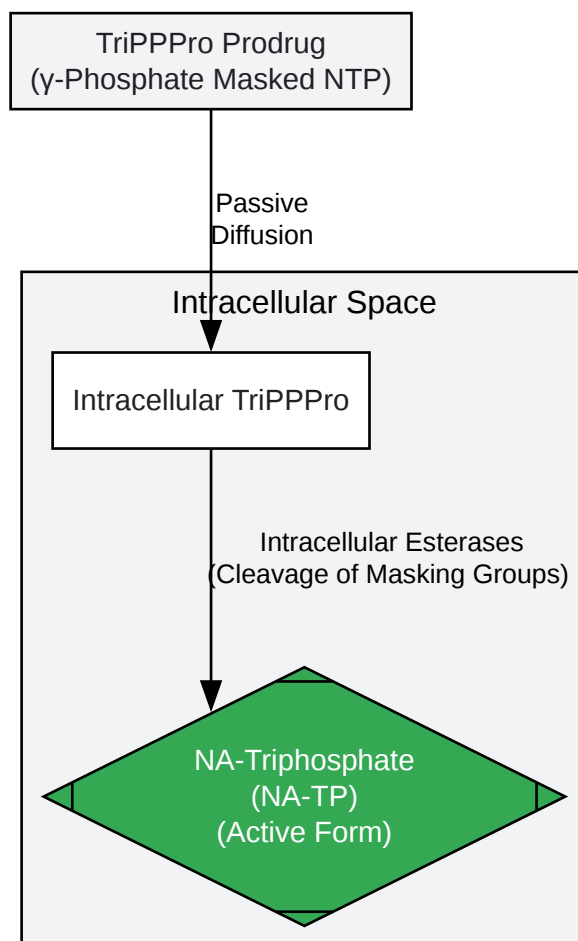 TriPPPro Prodrug
(γ-Phosphate Masked NTP)
Passive
Diffusion
Intracellular Space
Intracellular TriPPPro
Intracellular Esterases
(Cleavage of Masking Groups)
NA-Triphosphate
(NA-TP)
(Active Form)